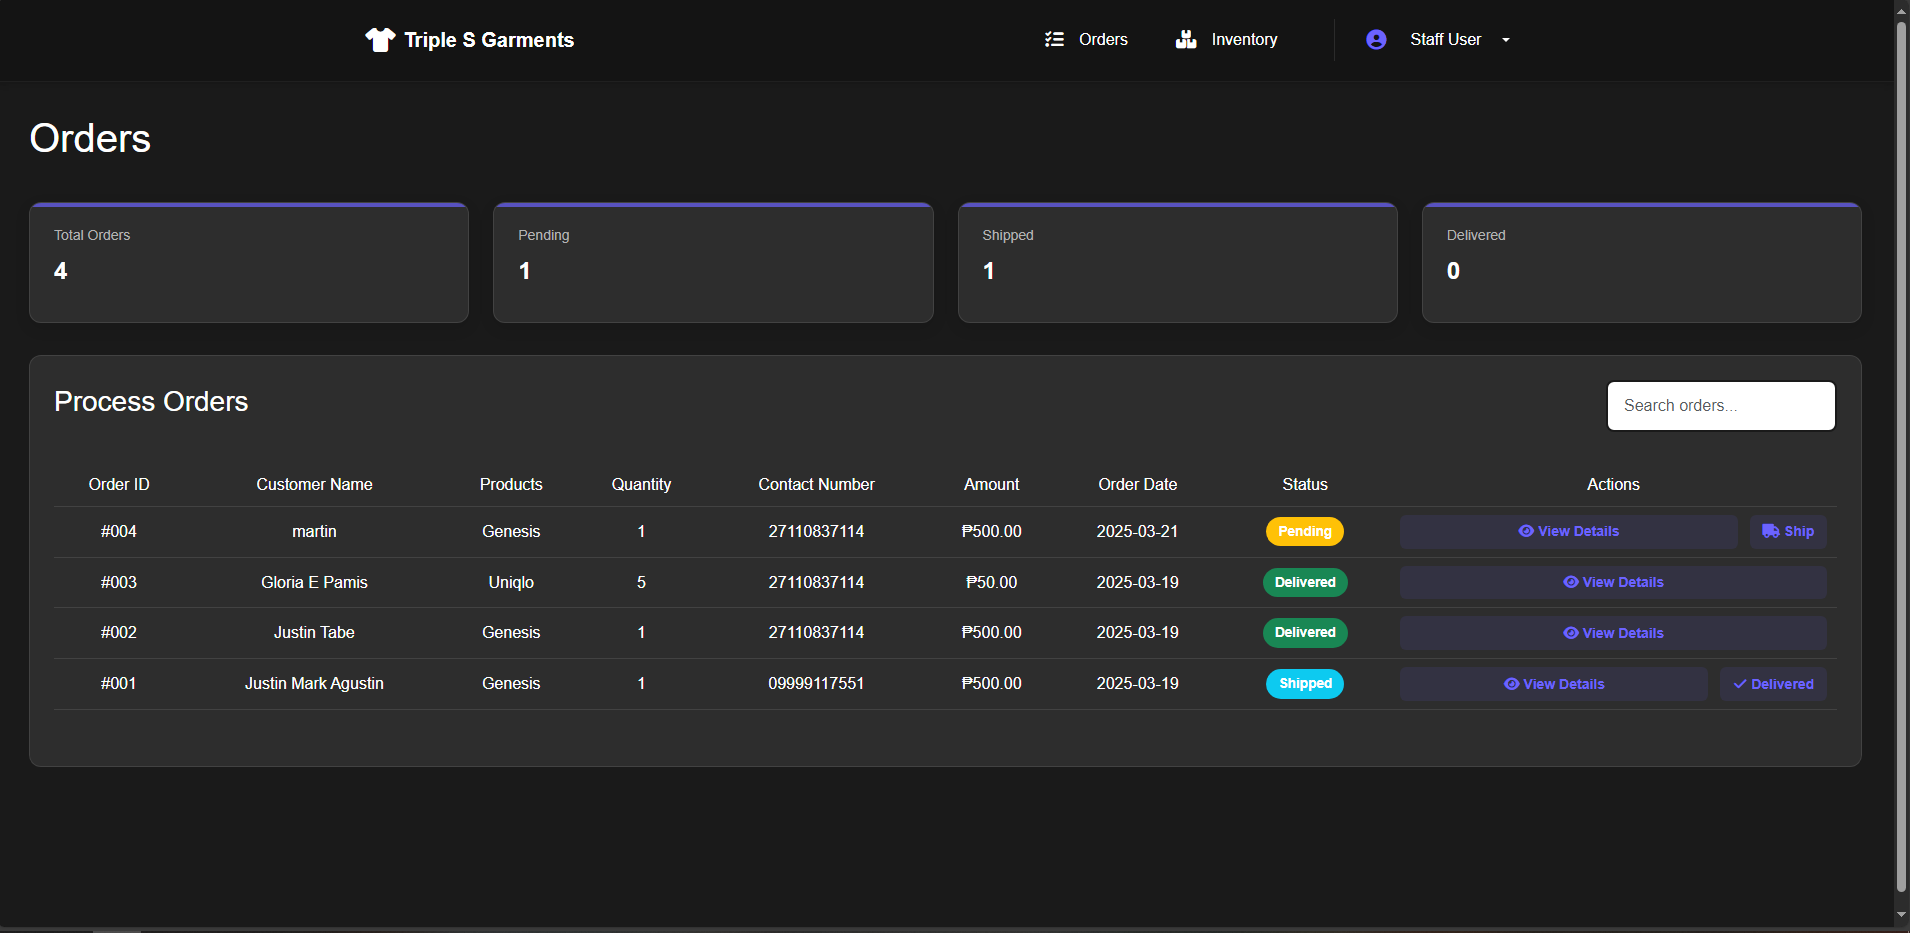 Triple S Garments Orders Inventory Staff User
Orders
Total Orders Pending Shipped Delivered
4 1 1 0
Process Orders Search orders...
Order ID Customer Name Products Quantity Contact Number Amount Order Date Status Actions
#004 martin Genesis 1 27110837114 ₱500.00 2025-03-21 Pending View Details Ship
#003 Gloria E Pamis Uniqlo 5 27110837114 ₱50.00 2025-03-19 Delivered View Details
#002 Justin Tabe Genesis 1 27110837114 ₱500.00 2025-03-19 Delivered View Details
#001 Justin Mark Agustin Genesis 1 09999117551 ₱500.00 2025-03-19 Shipped View Details Delivered